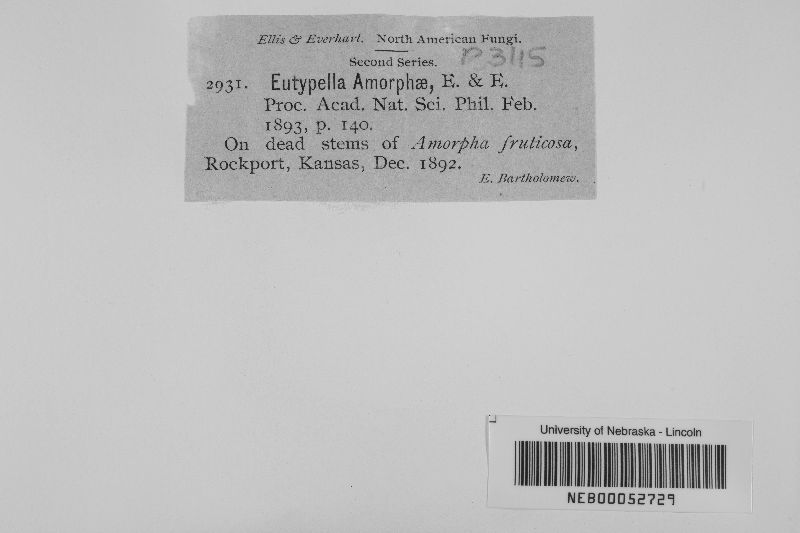 Ellis & Everhart. North American Fungi.
P3115
Second Series.
2931. Eutypella Amorphæ, E. & E.
Proc. Acad. Nat. Sci. Phil. Feb.
1893, p. 140.
On dead stems of Amorpha fruticosa,
Rockport, Kansas, Dec. 1892.
E. Bartholomew.
University of Nebraska - Lincoln
NEB00052729